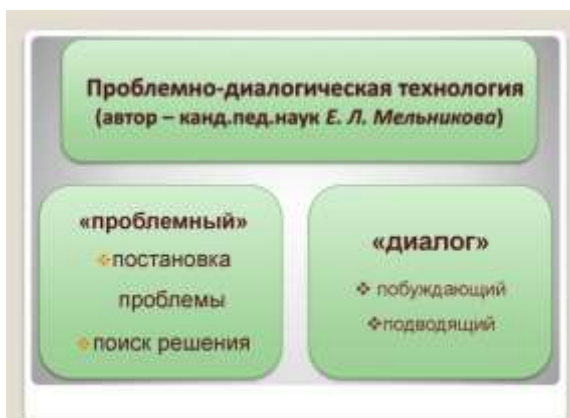 Проблемно-диалогическая технология
(автор – канд.пед.наук Е. Л. Мельникова)
«проблемный»
❖постановка
проблемы
❖поиск решения
«диалог»
❖ побуждающий
❖подводящий